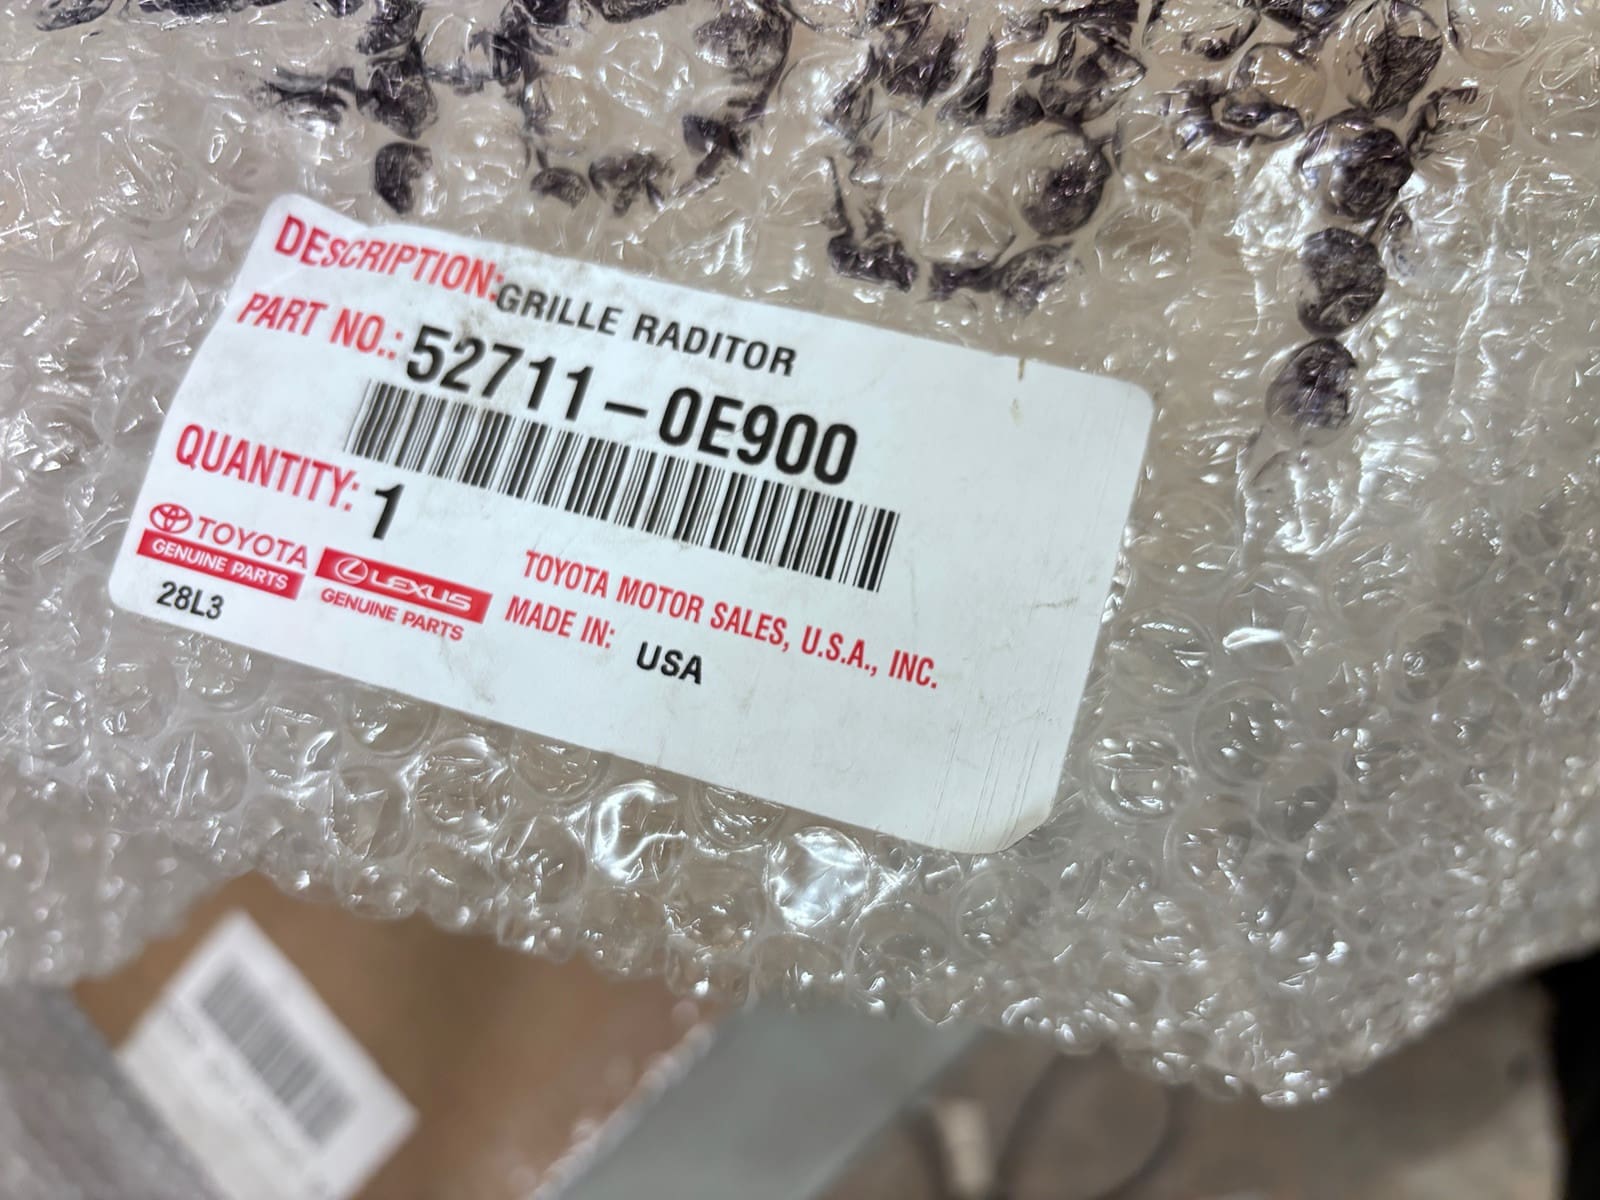 DESCRIPTION: GRILLE RADITOR
PART NO.: 52711-0E900
QUANTITY: 1
TOYOTA
GENUINE PARTS
LEXUS
GENUINE PARTS
28L3
TOYOTA MOTOR SALES, U.S.A., INC.
MADE IN: USA